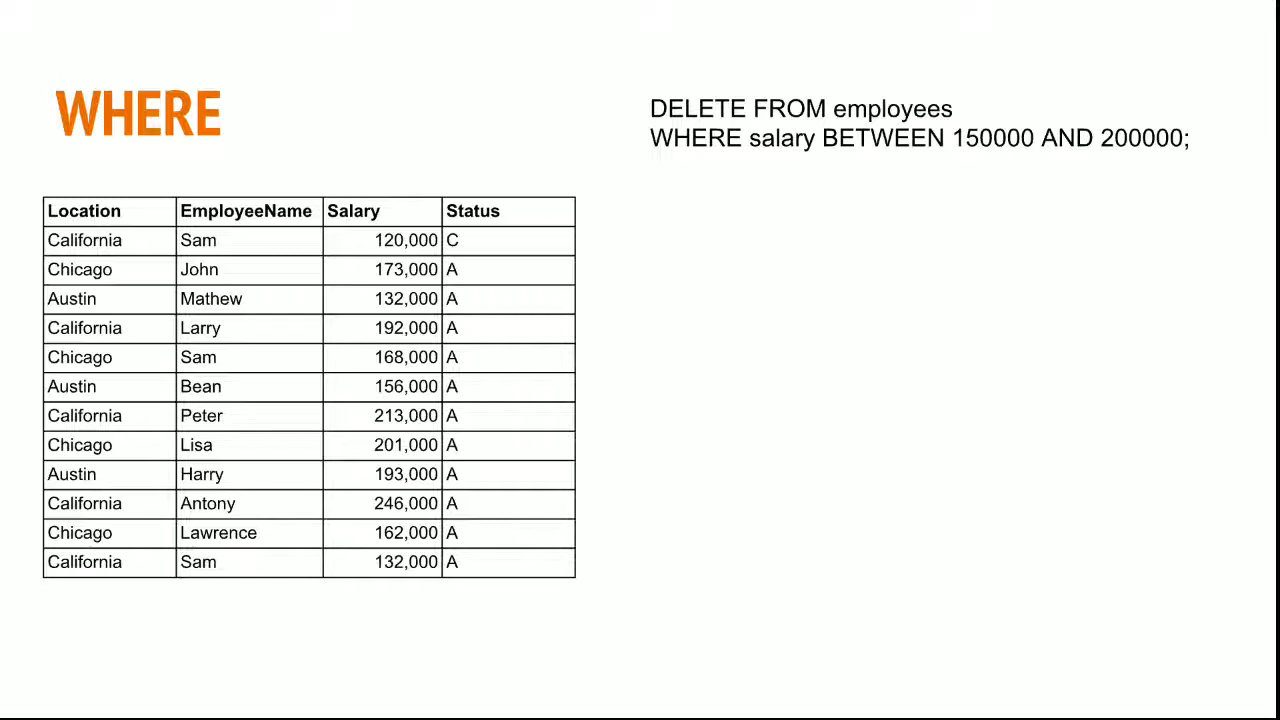 WHERE
DELETE FROM employees
WHERE salary BETWEEN 150000 AND 200000;
Location EmployeeName Salary Status
California Sam 120,000 C
Chicago John 173,000 A
Austin Mathew 132,000 A
California Larry 192,000 A
Chicago Sam 168,000 A
Austin Bean 156,000 A
California Peter 213,000 A
Chicago Lisa 201,000 A
Austin Harry 193,000 A
California Antony 246,000 A
Chicago Lawrence 162,000 A
California Sam 132,000 A